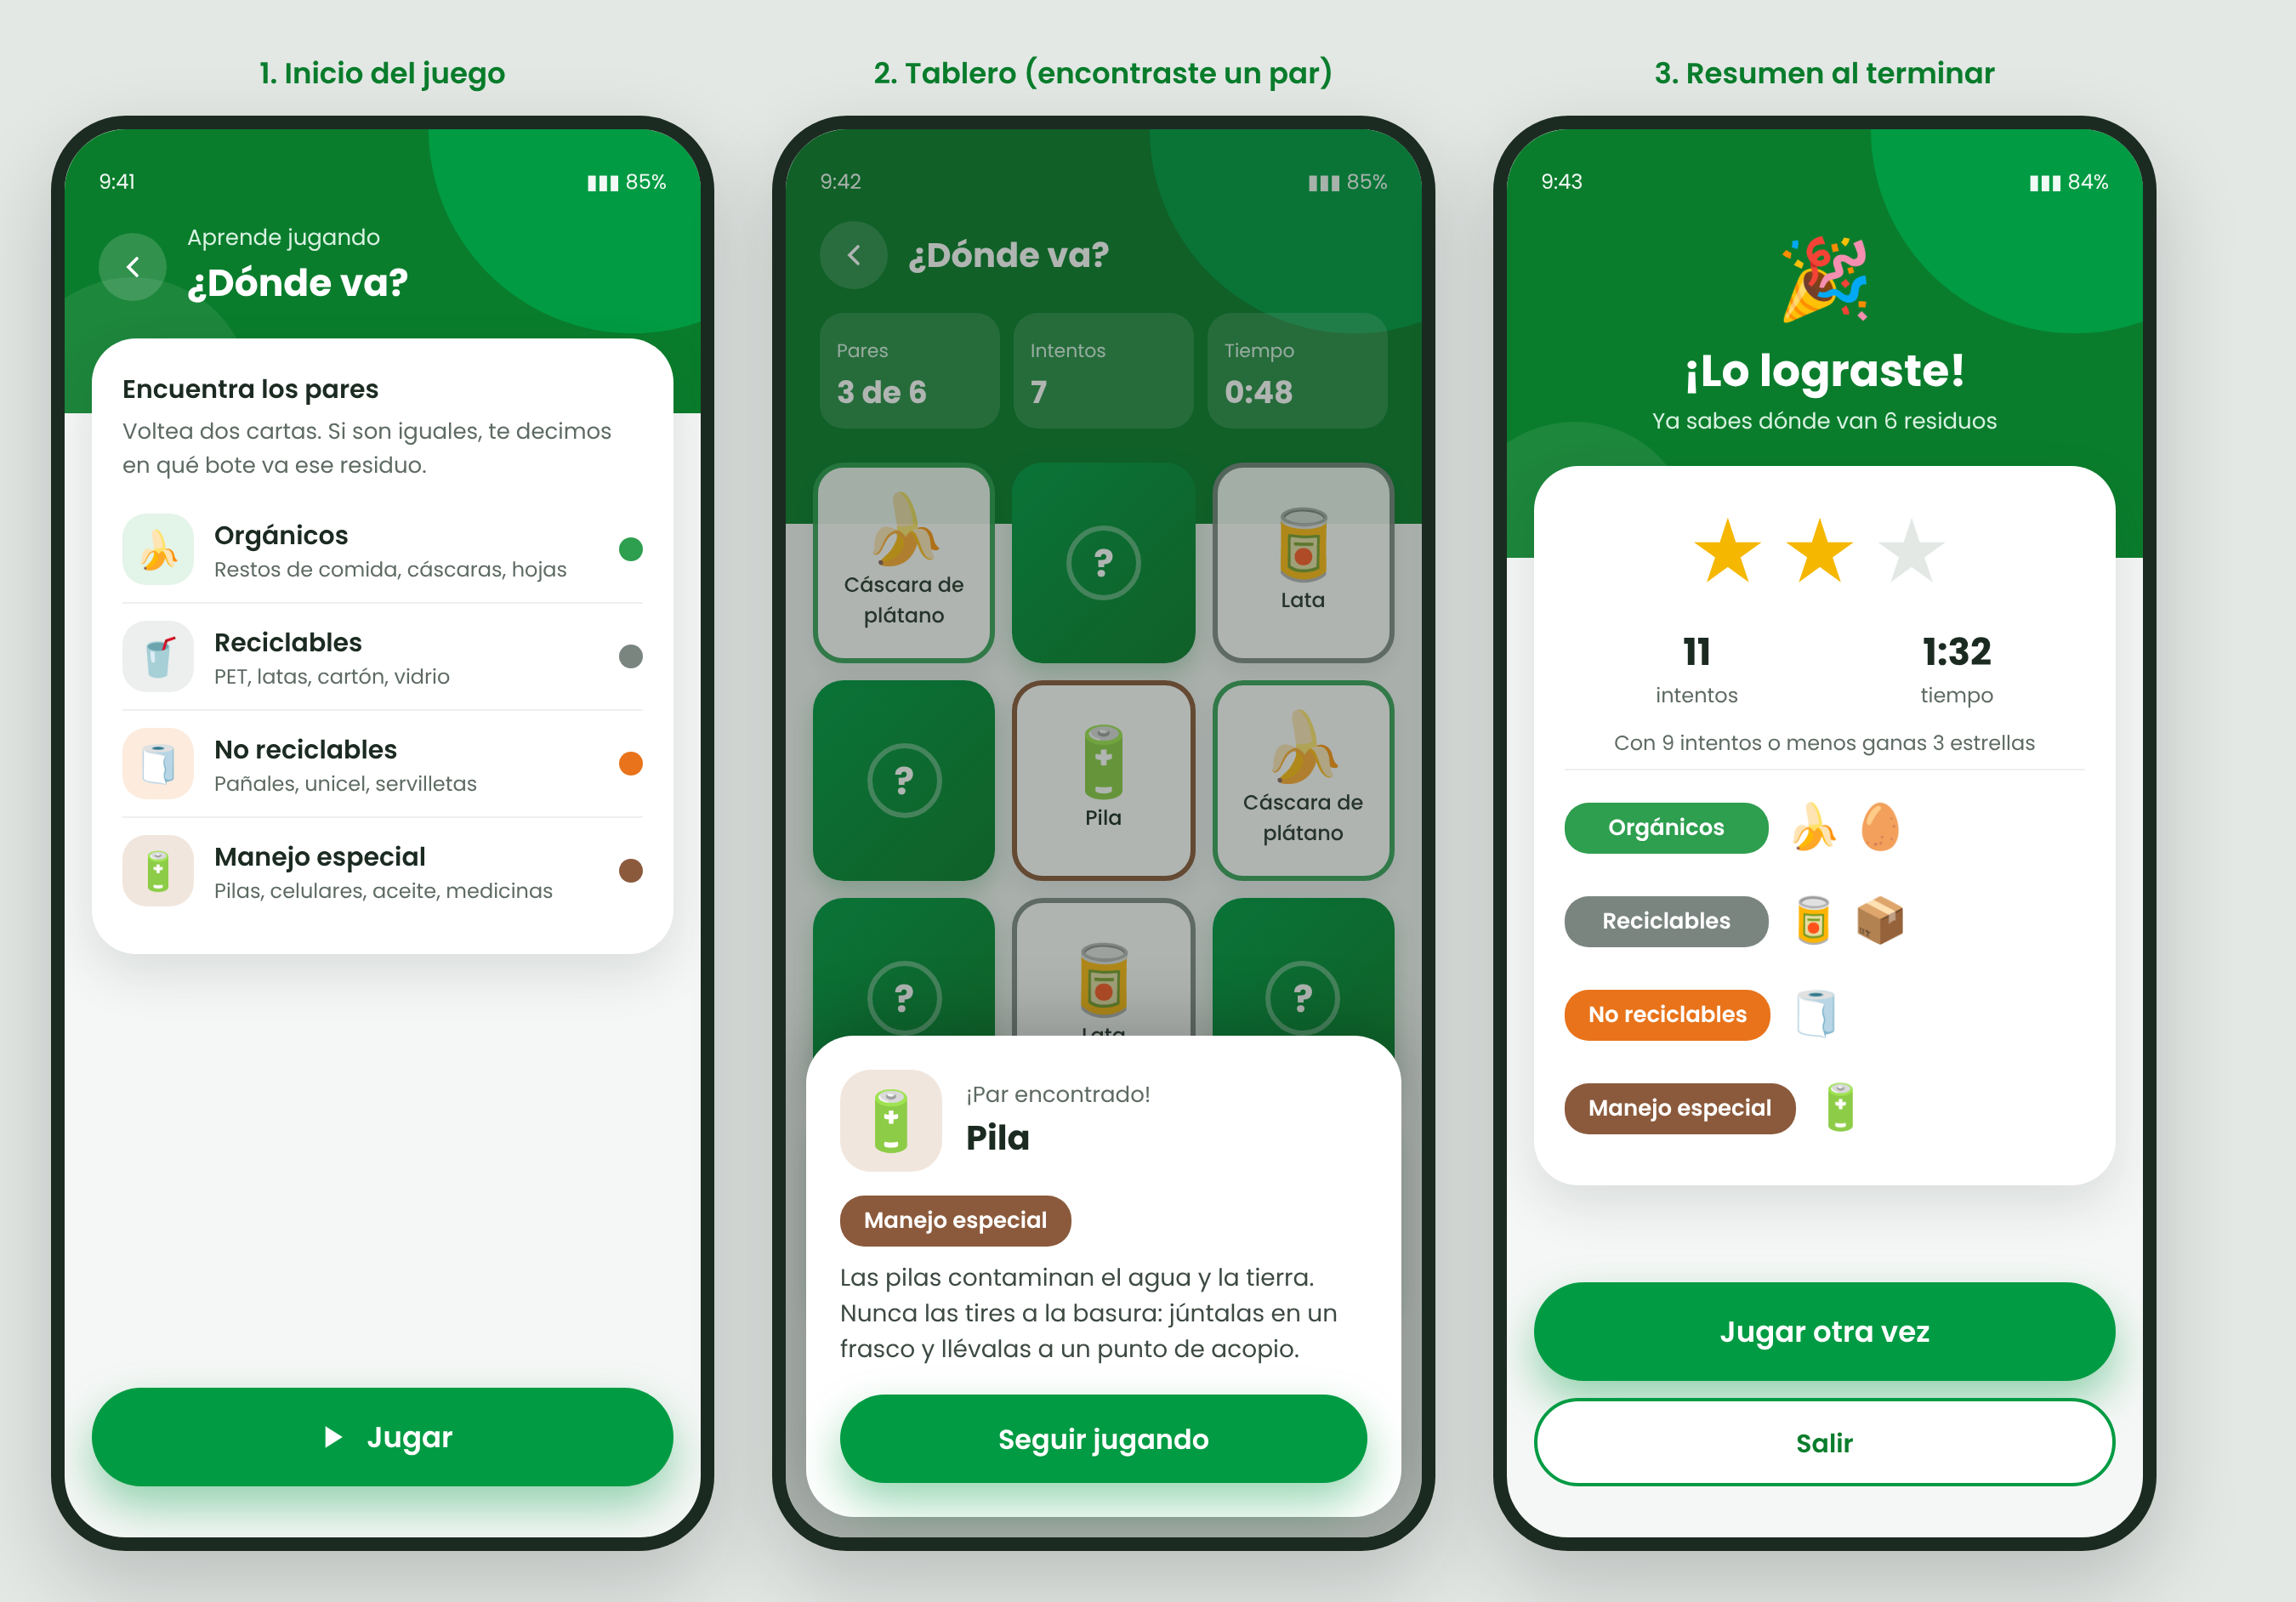 1. Inicio del juego
9:41
85%
Aprende jugando
¿Dónde va?
Encuentra los pares
Voltea dos cartas. Si son iguales, te decimos
en qué bote va ese residuo.
Orgánicos
Restos de comida, cáscaras, hojas
Reciclables
PET, latas, cartón, vidrio
No reciclables
Pañales, unicel, servilletas
Manejo especial
Pilas, celulares, aceite, medicinas
Jugar
2. Tablero (encontraste un par)
9:42
85%
¿Dónde va?
Pares
3 de 6
Intentos
7
Tiempo
0:48
Cáscara de
plátano
?
Lata
?
Pila
Cáscara de
plátano
?
Lata
?
¡Par encontrado!
Pila
Manejo especial
Las pilas contaminan el agua y la tierra.
Nunca las tires a la basura: júntalas en un
frasco y llévalas a un punto de acopio.
Seguir jugando
3. Resumen al terminar
9:43
84%
¡Lo lograste!
Ya sabes dónde van 6 residuos
11
intentos
1:32
tiempo
Con 9 intentos o menos ganas 3 estrellas
Orgánicos
Reciclables
No reciclables
Manejo especial
Jugar otra vez
Salir